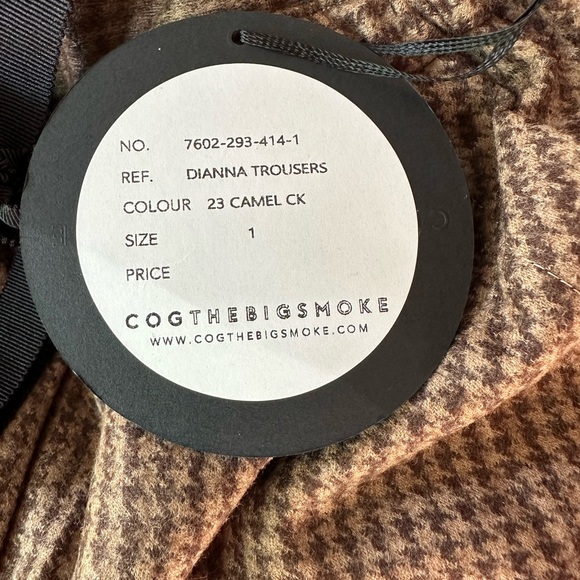 NO. 7602-293-414-1
REF. DIANNA TROUSERS
COLOUR 23 CAMEL CK
SIZE 1
PRICE
COGTHEBIGSMOKE
WWW.COGTHEBIGSMOKE.COM